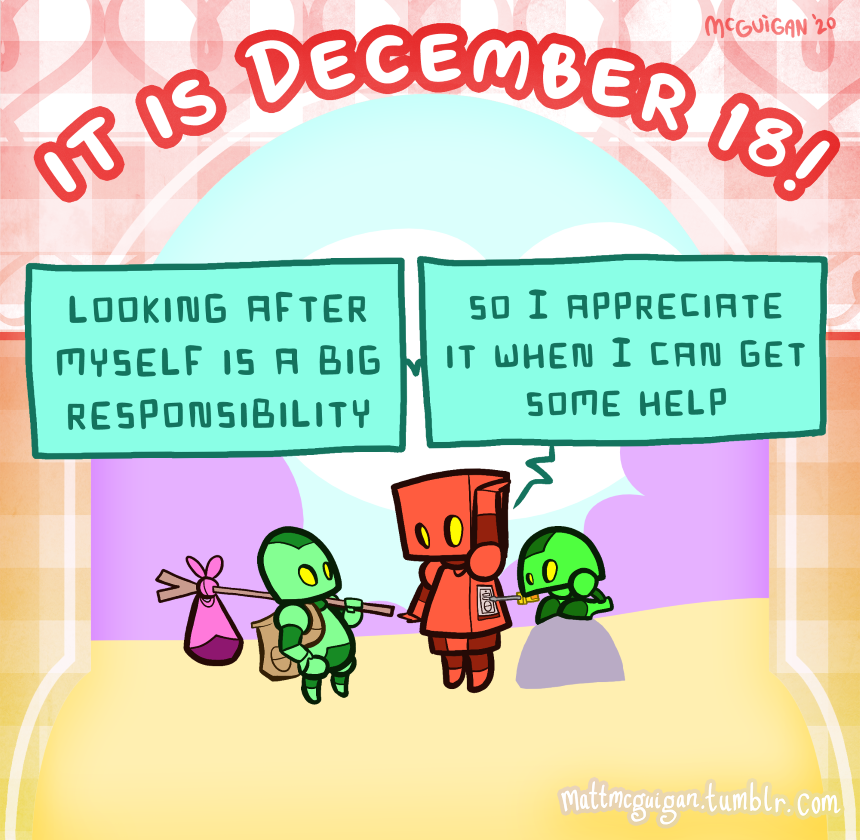 McGUiGAN '20
IT IS DECEMBER 18!
LOOKING AFTER
MYSELF IS A BIG
RESPONSIBILITY
SO I APPRECIATE
IT WHEN I CAN GET
SOME HELP
mattmcguigan.tumblr.com